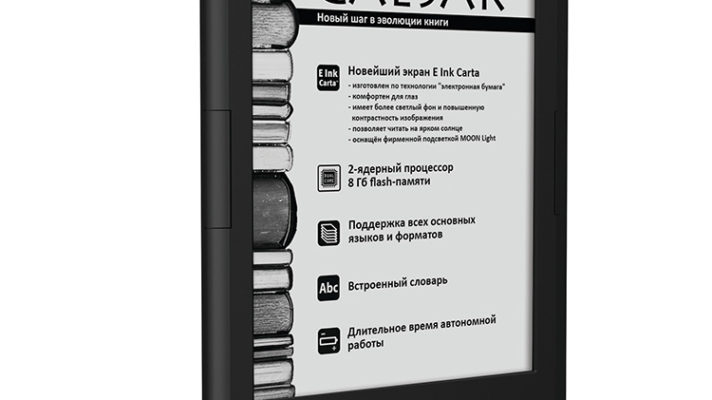 CAESAR
Новый шаг в эволюции книги
E Ink
Carta
Новейший экран E Ink Carta
- изготовлен по технологии "электронная бумага"
- комфортен для глаз
- имеет более светлый фон и повышенную
контрастность изображения
- позволяет читать на ярком солнце
- оснащён фирменной подсветкой MOON Light
DUAL
CORE
2-ядерный процессор
8 Гб flash-памяти
Поддержка всех основных
языков и форматов
Abc
Встроенный словарь
Длительное время автономной
работы